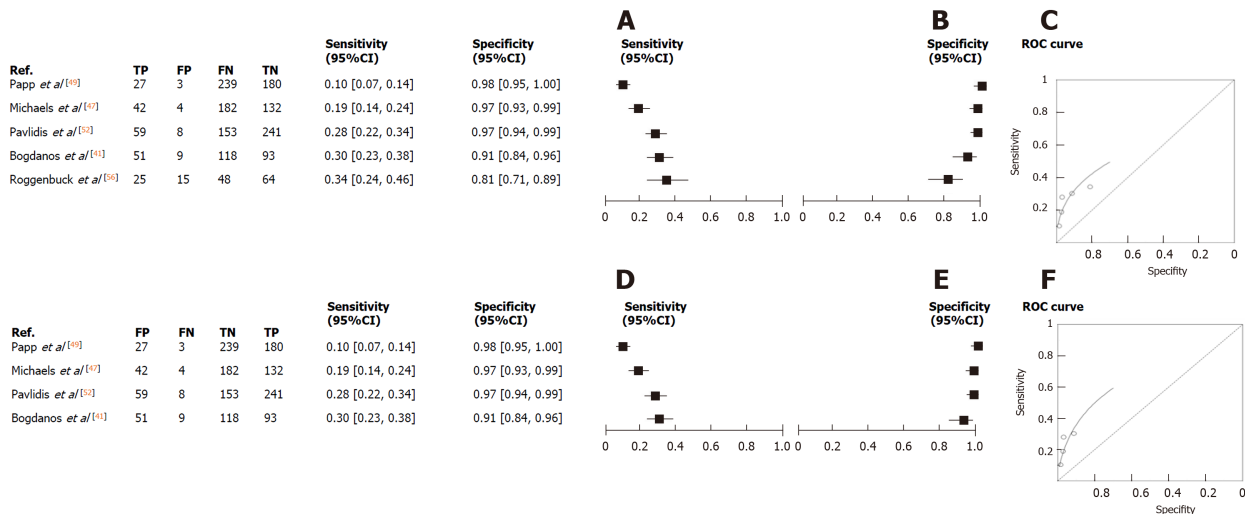 A B C
Sensitivity Specificity Sensitivity Specificity ROC curve
(95%CI) (95%CI) (95%CI) (95%CI)
Ref. TP FP FN TN
Papp et al [49] 27 3 239 180 0.10 [0.07, 0.14] 0.98 [0.95, 1.00]
Michaels et al [47] 42 4 182 132 0.19 [0.14, 0.24] 0.97 [0.93, 0.99]
Pavlidis et al [52] 59 8 153 241 0.28 [0.22, 0.34] 0.97 [0.94, 0.99]
Bogdanos et al [41] 51 9 118 93 0.30 [0.23, 0.38] 0.91 [0.84, 0.96]
Roggenbuck et al [56] 25 15 48 64 0.34 [0.24, 0.46] 0.81 [0.71, 0.89]
0 0.2 0.4 0.6 0.8 1.0 0 0.2 0.4 0.6 0.8 1.0
1
0.8
0.6
0.4
0.2
Sensitivity
0.8 0.6 0.4 0.2 0
Specifity
D E F
Sensitivity Specificity Sensitivity Specificity ROC curve
(95%CI) (95%CI) (95%CI) (95%CI)
Ref. FP FN TN TP
Papp et al [49] 27 3 239 180 0.10 [0.07, 0.14] 0.98 [0.95, 1.00]
Michaels et al [47] 42 4 182 132 0.19 [0.14, 0.24] 0.97 [0.93, 0.99]
Pavlidis et al [52] 59 8 153 241 0.28 [0.22, 0.34] 0.97 [0.94, 0.99]
Bogdanos et al [41] 51 9 118 93 0.30 [0.23, 0.38] 0.91 [0.84, 0.96]
0 0.2 0.4 0.6 0.8 1.0 0 0.2 0.4 0.6 0.8 1.0
1
0.8
0.6
0.4
0.2
Sensitivity
0.8 0.6 0.4 0.2 0
Specifity